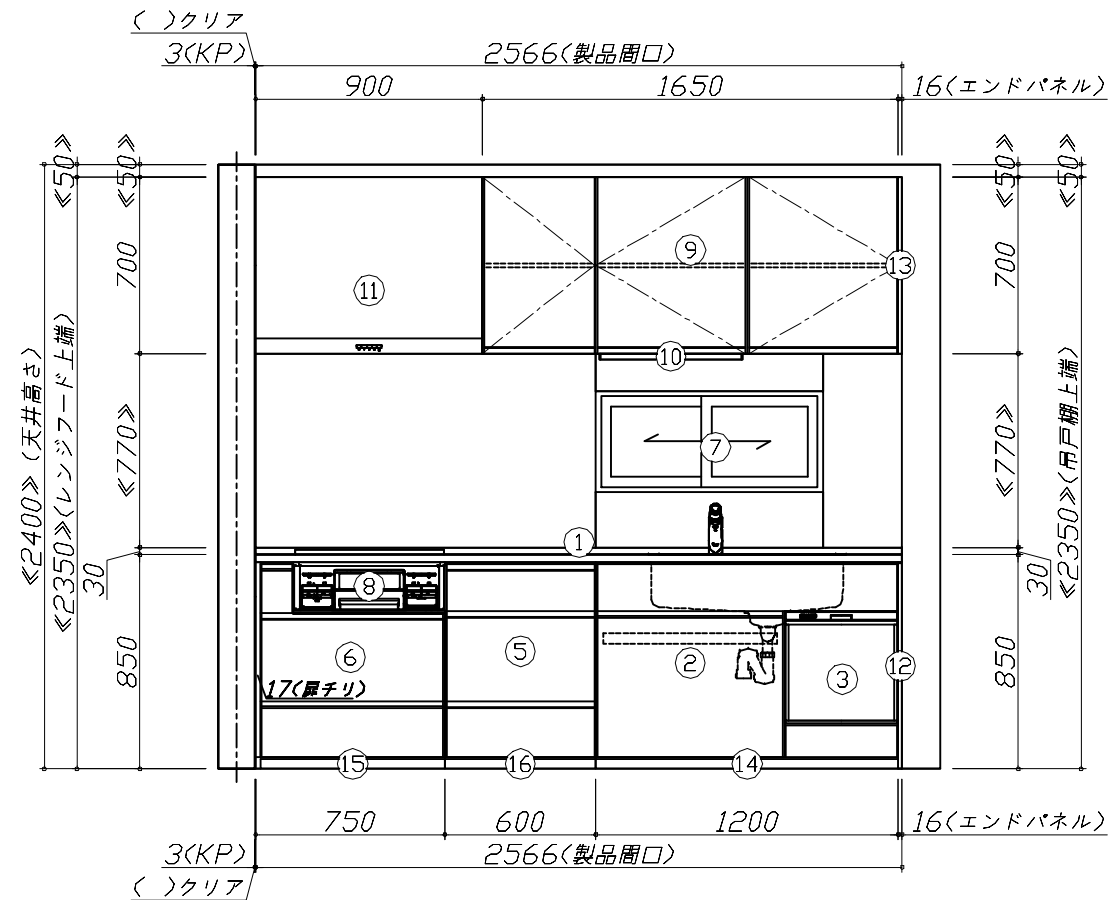 ( )クリア
3(KP)
2566(製品間口)
900
1650
16(エンドパネル)
≪50≫
≪50≫
≪50≫
≪50≫
700
700
9
13
11
10
≪2400≫(天井高さ)
≪2350≫(レンジフード上端)
≪770≫
≪770≫
≪2350≫(吊戸棚上端)
7
1
30
30
8
850
850
6
5
2
3
12
17(扉チリ)
15
16
14
750
600
1200
16(エンドパネル)
3(KP)
2566(製品間口)
( )クリア